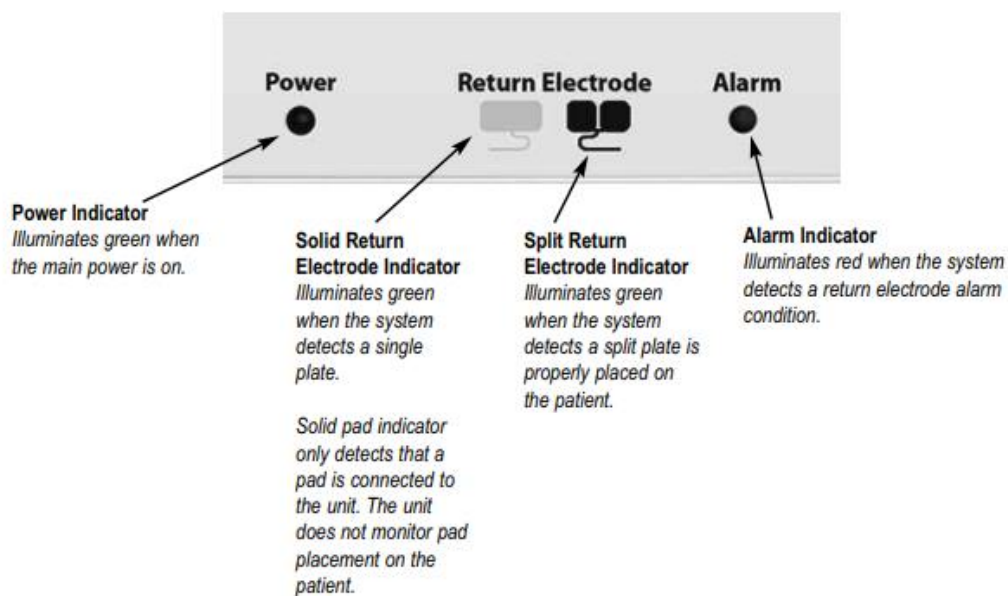 Power
Return Electrode
Alarm
Power Indicator
Illuminates green when
the main power is on.
Solid Return
Electrode Indicator
Illuminates green
when the system
detects a single
plate.
Solid pad indicator
only detects that a
pad is connected to
the unit. The unit
does not monitor pad
placement on the
patient.
Split Return
Electrode Indicator
Illuminates green
when the system
detects a split plate is
properly placed on
the patient.
Alarm Indicator
Illuminates red when the system
detects a return electrode alarm
condition.